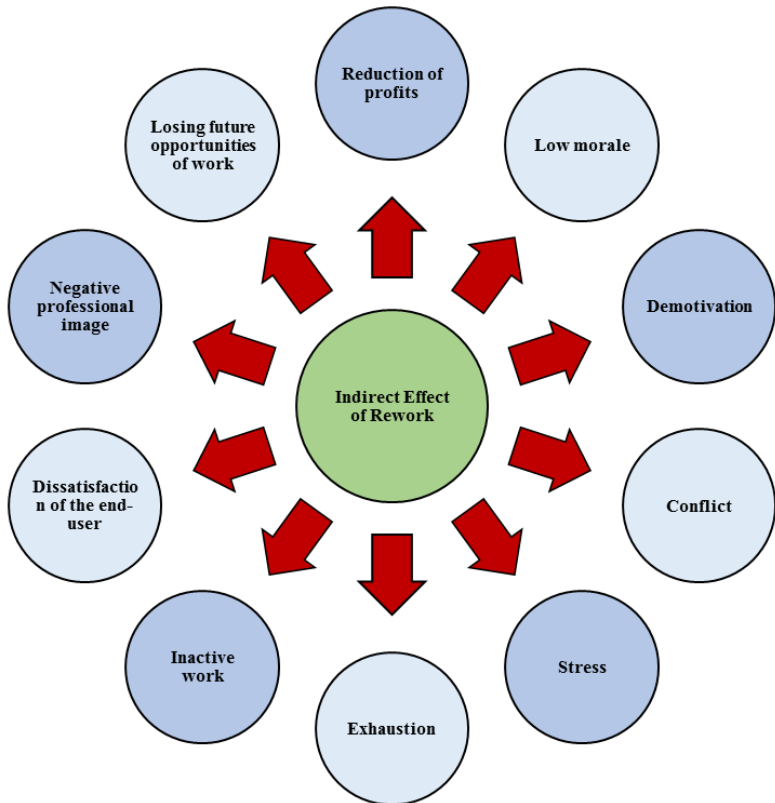 Reduction of
profits
Low morale
Demotivation
Conflict
Stress
Exhaustion
Inactive
work
Dissatisfactio
n of the end-
user
Negative
professional
image
Losing future
opportunities
of work
Indirect Effect
of Rework